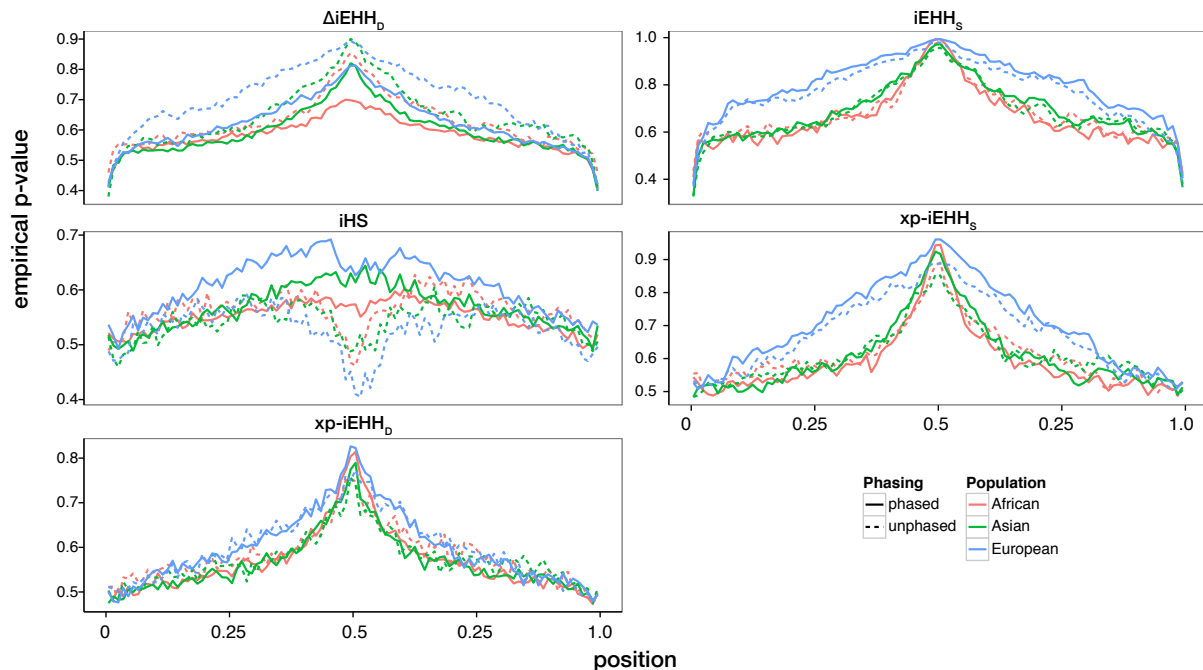 ΔiEHH_D
0.9
0.8
0.7
0.6
0.5
0.4
iEHH_S
1.0
0.8
0.6
0.4
empirical p-value
iHS
0.7
0.6
0.5
0.4
xp-iEHH_S
0.9
0.8
0.7
0.6
0.5
0 0.25 0.5 0.25 1.0
xp-iEHH_D
0.8
0.7
0.6
0.5
0 0.25 0.5 0.25 1.0
position
Phasing
phased
unphased
Population
African
Asian
European